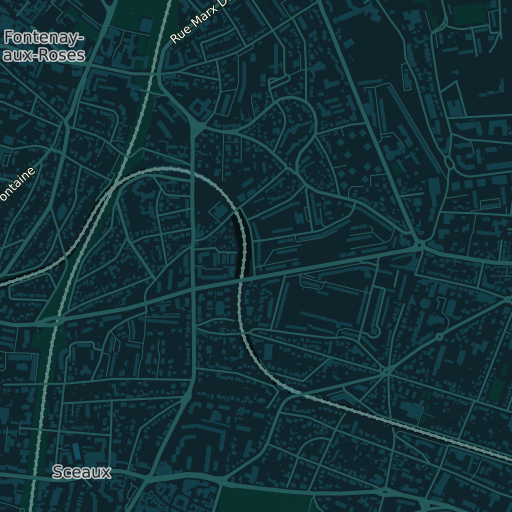 Fontenay-
aux-Roses
Rue Marx D
ontaine
Sceaux